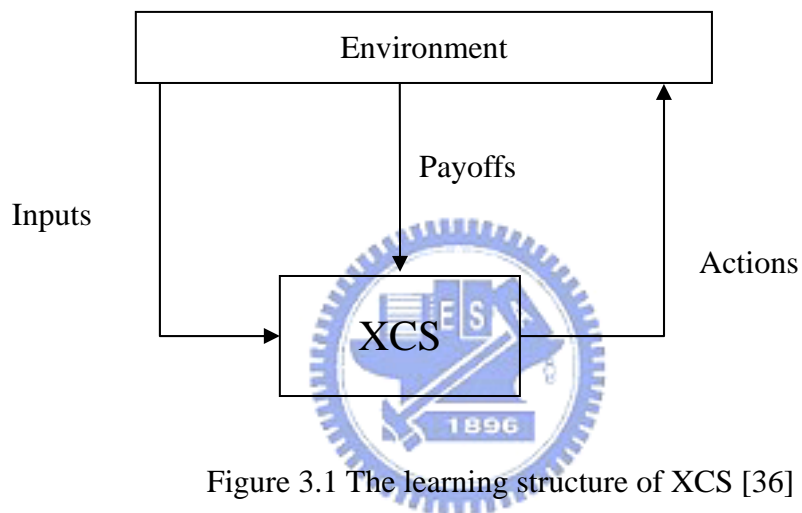 Environment
Payoffs
Inputs
Actions
E S A
XCS
1896
Figure 3.1 The learning structure of XCS [36]